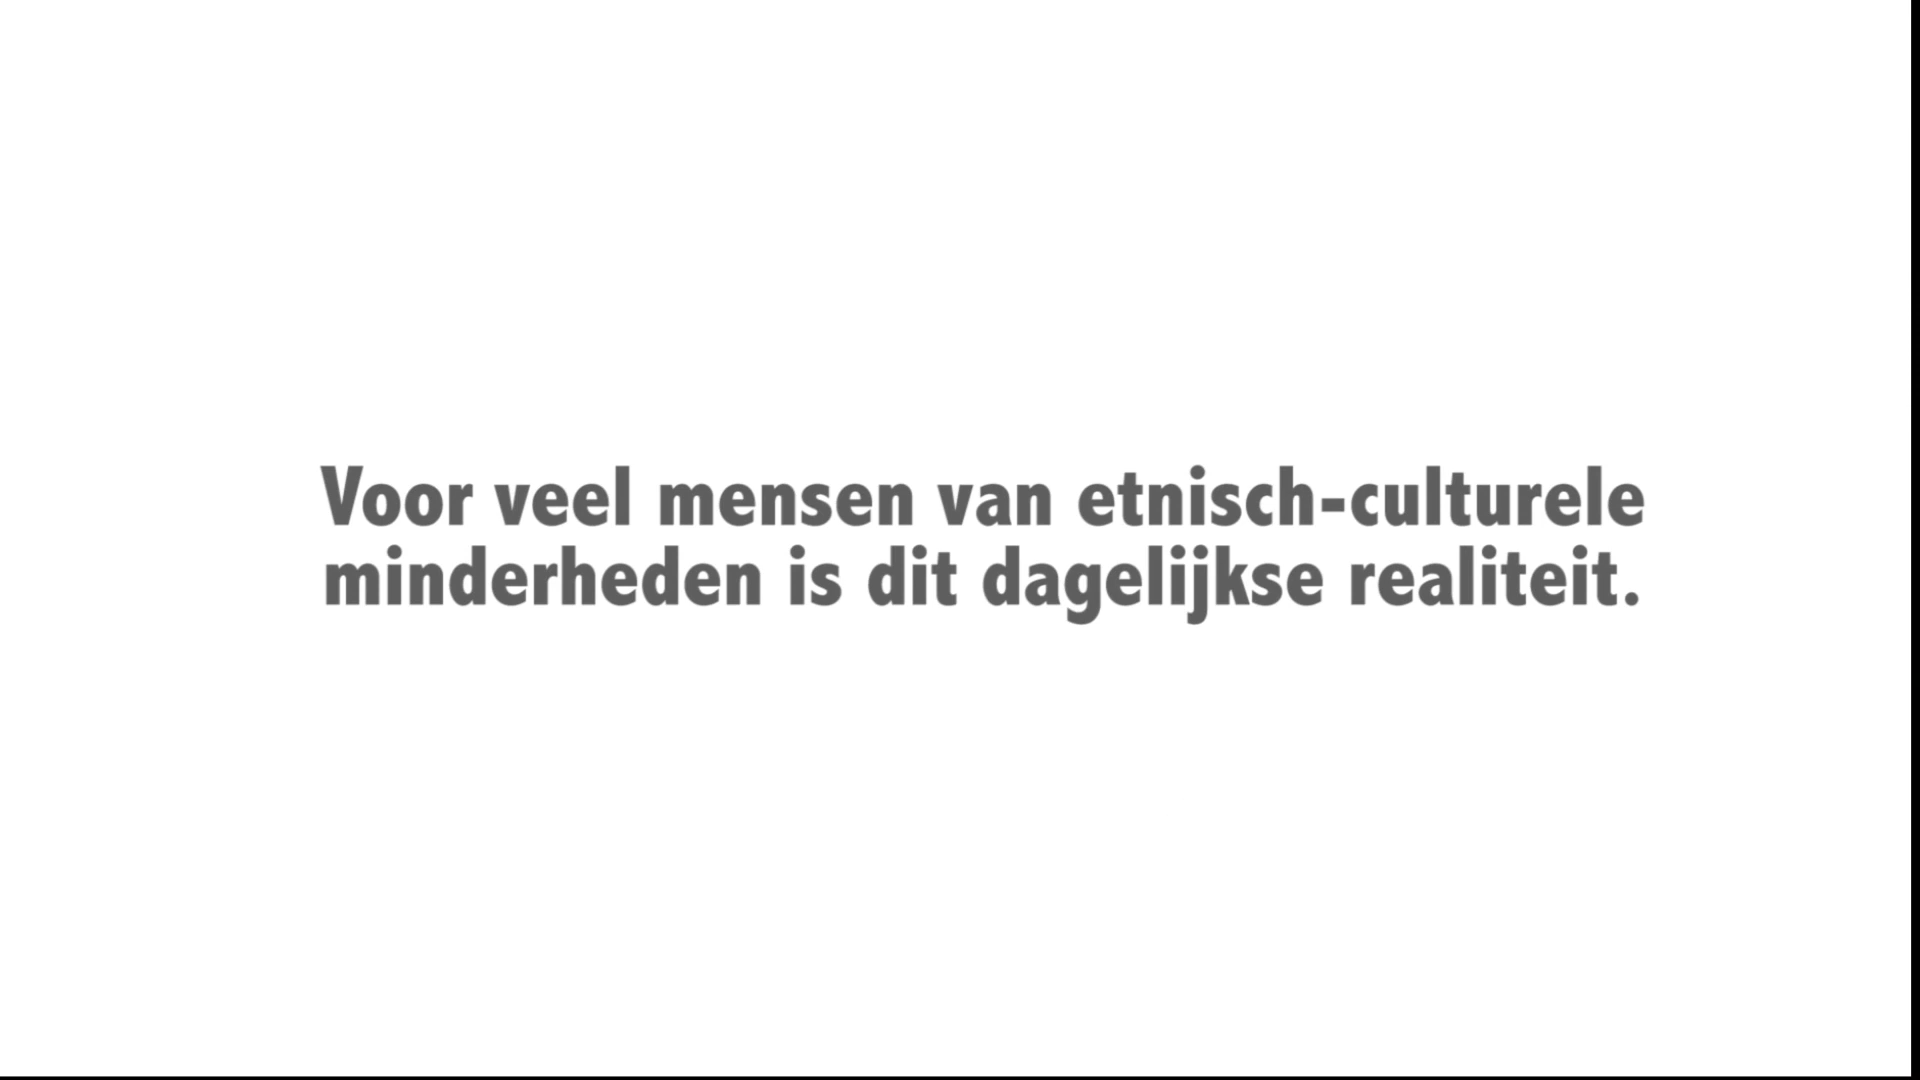 Voor veel mensen van etnisch-culturele
minderheden is dit dagelijkse realiteit.